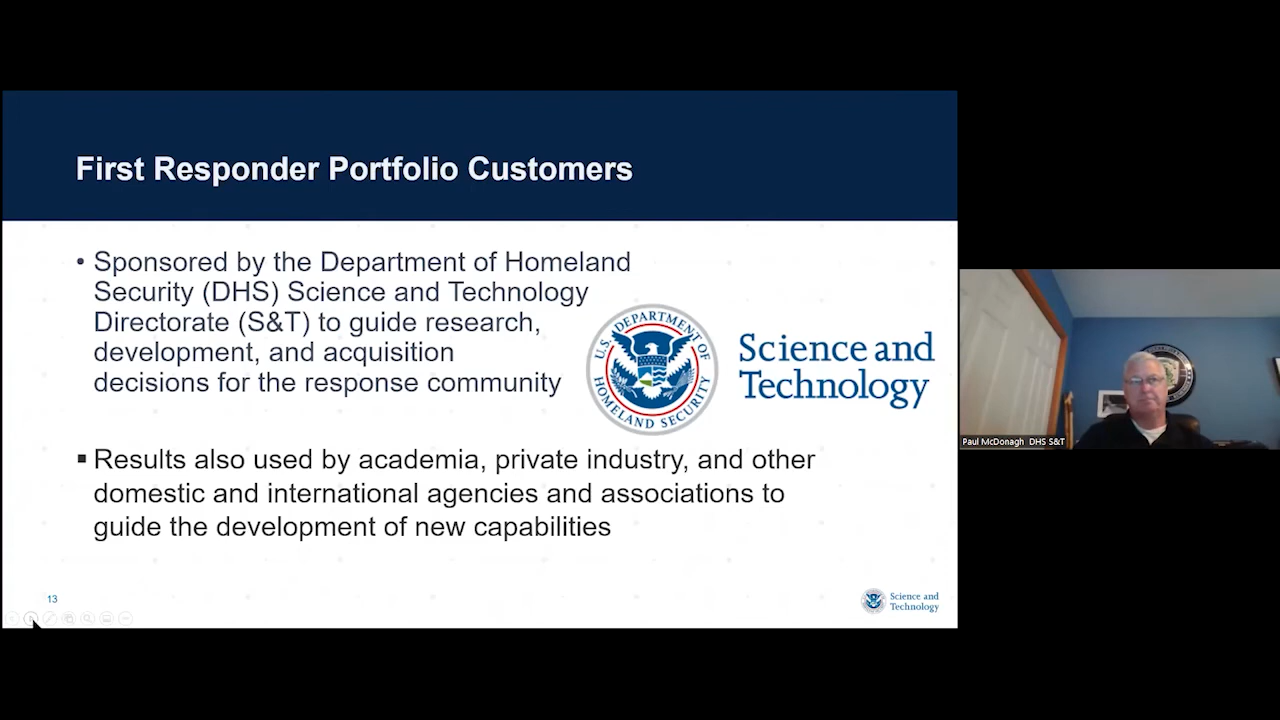 First Responder Portfolio Customers
• Sponsored by the Department of Homeland
Security (DHS) Science and Technology
Directorate (S&T) to guide research,
development, and acquisition
decisions for the response community
U.S. DEPARTMENT OF
HOMELAND SECURITY
Science and
Technology
▪ Results also used by academia, private industry, and other
domestic and international agencies and associations to
guide the development of new capabilities
13
Science and
Technology
Paul McDonagh DHS S&T